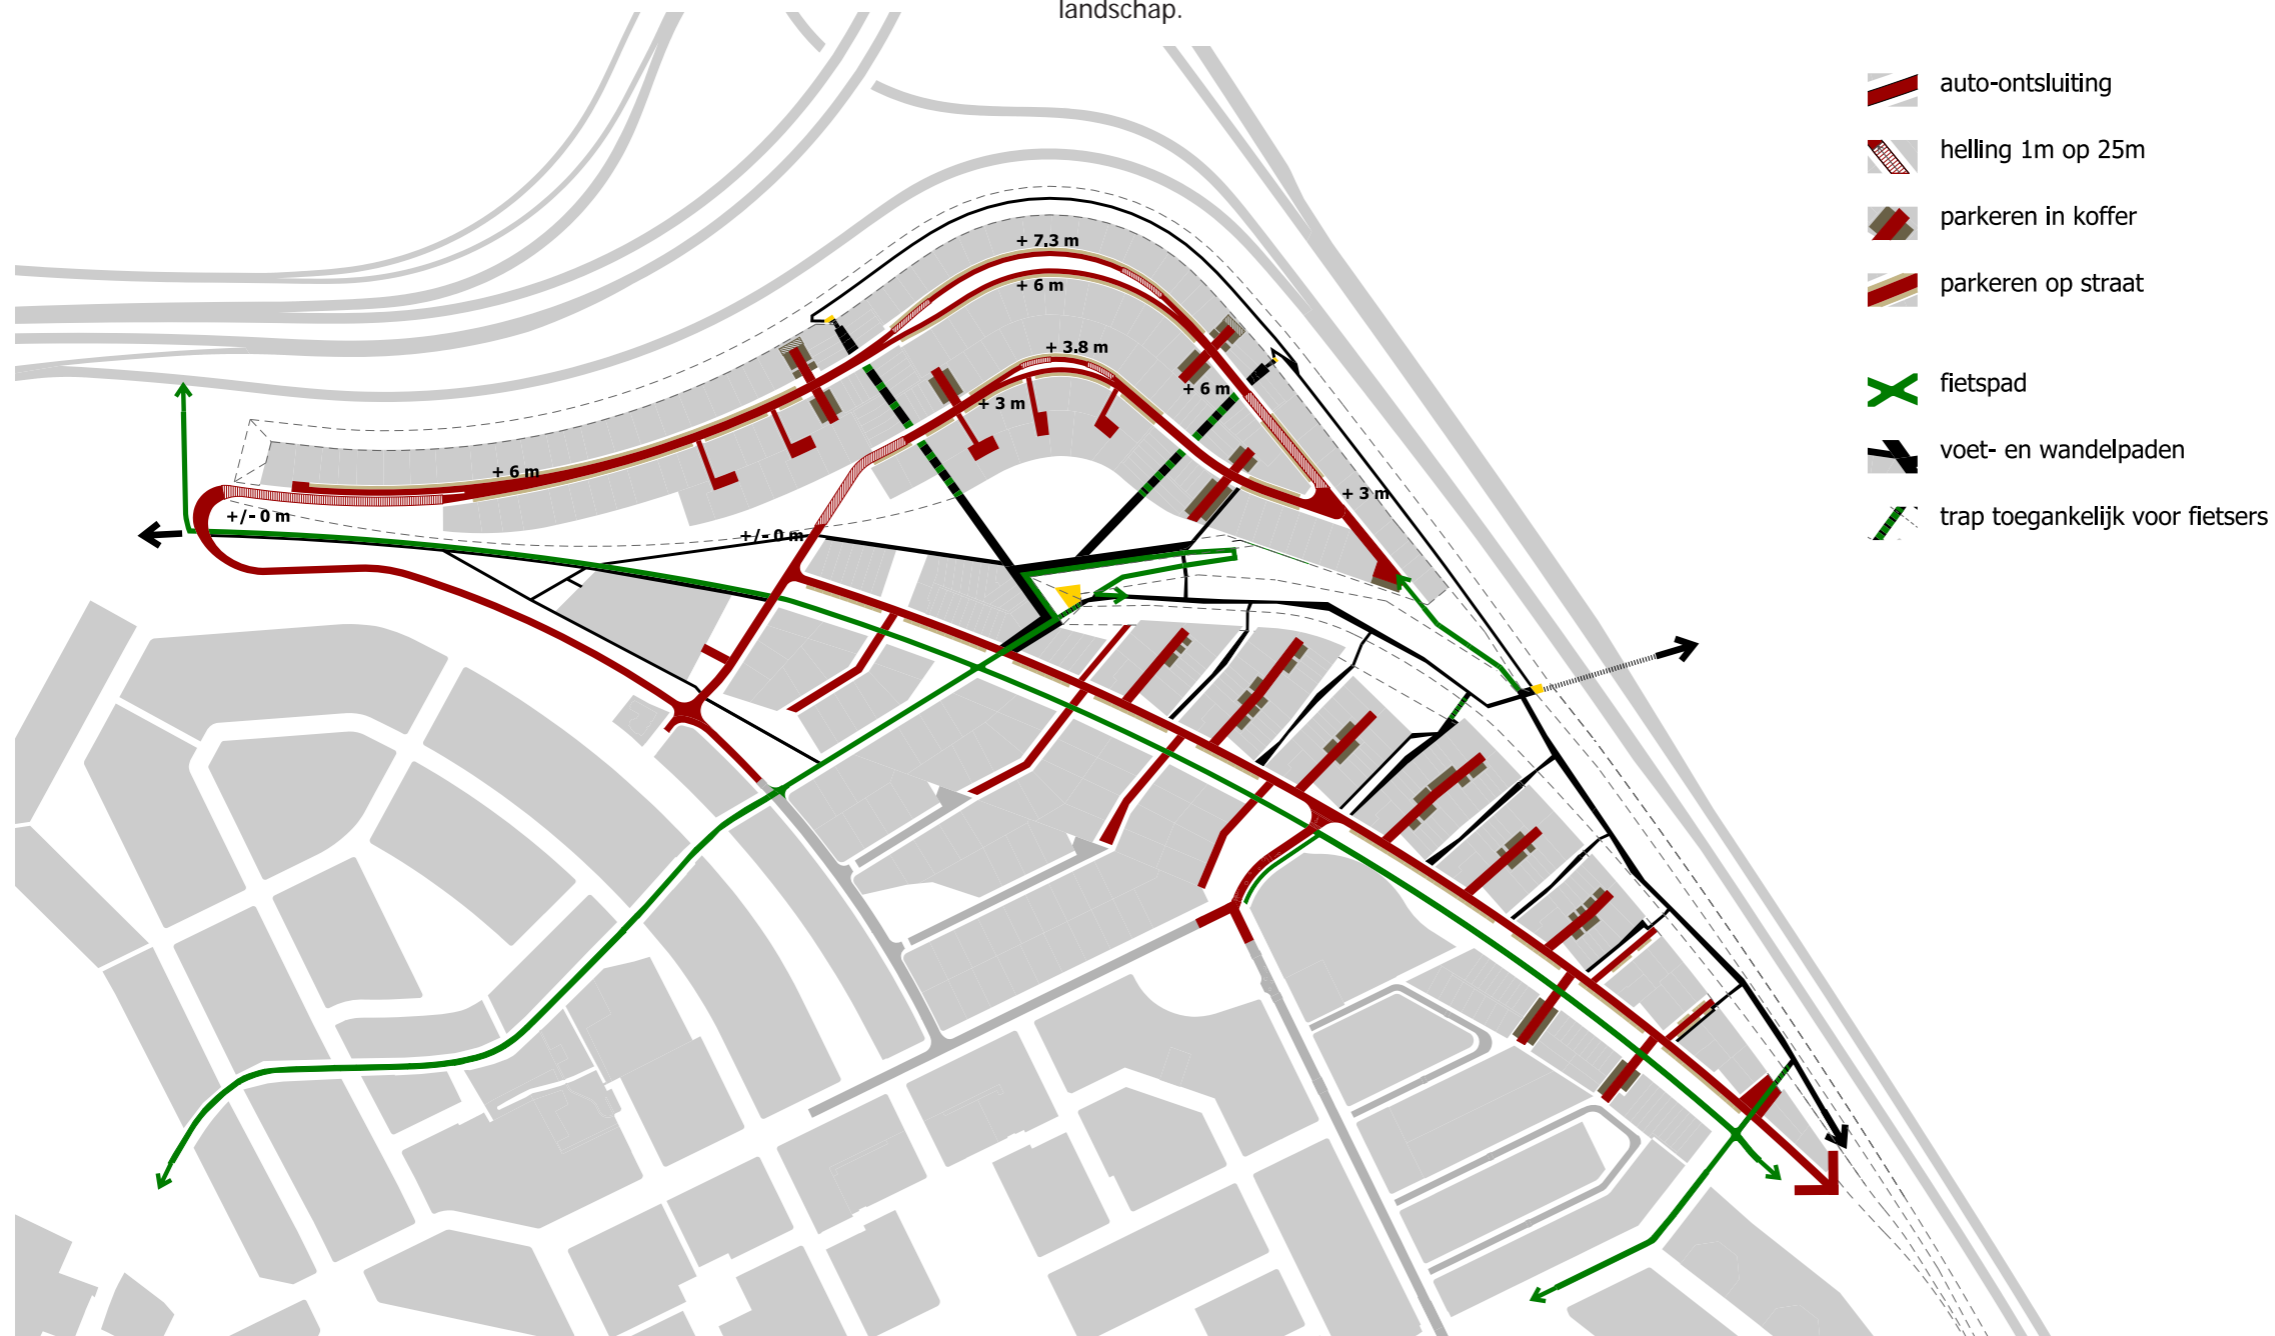 landschap.
auto-ontsluiting
helling 1m op 25m
parkeren in koffer
parkeren op straat
fietspad
voet- en wandelpaden
trap toegankelijk voor fietsers
+ 7.3 m
+ 6 m
+ 3.8 m
+ 6 m
+ 3 m
+ 6 m
+ 3 m
+/- 0 m
+/- 0 m